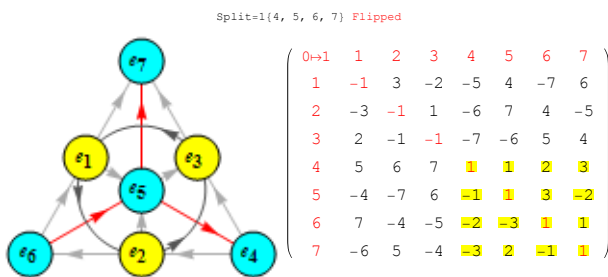 Split=1{4, 5, 6, 7} Flipped
e7
e1
e3
e5
e6
e2
e4
0↦1 1 2 3 4 5 6 7
1 -1 3 -2 -5 4 -7 6
2 -3 -1 1 -6 7 4 -5
3 2 -1 -1 -7 -6 5 4
4 5 6 7 1 1 2 3
5 -4 -7 6 -1 1 3 -2
6 7 -4 -5 -2 -3 1 1
7 -6 5 -4 -3 2 -1 1